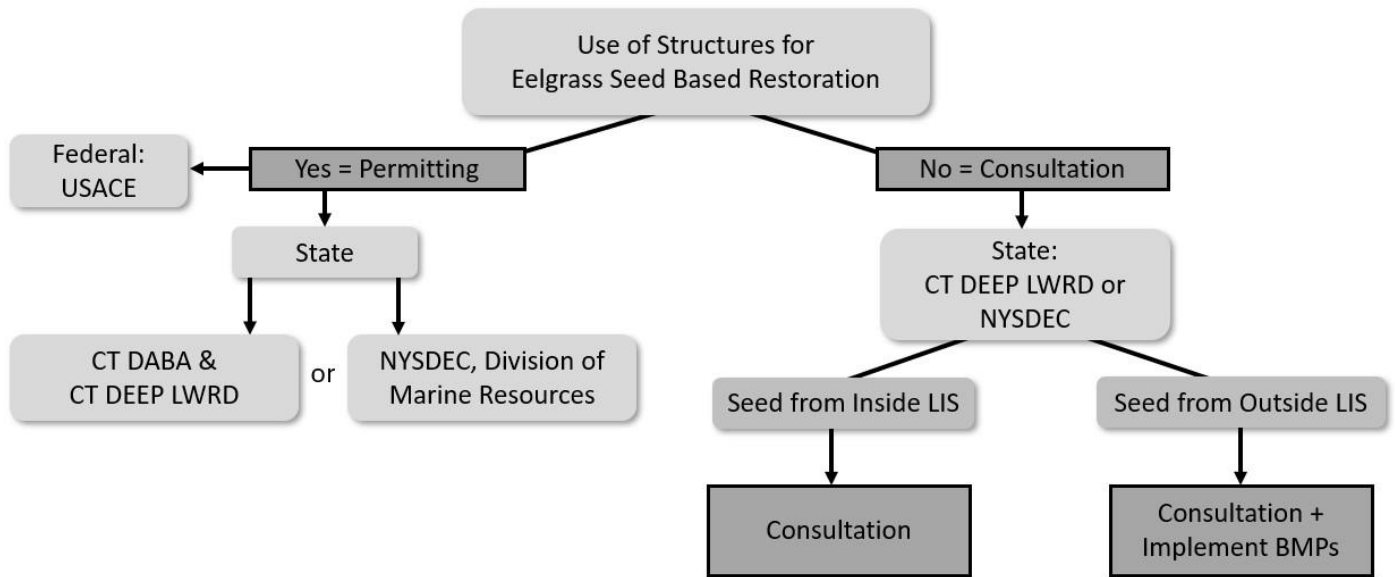 Use of Structures for
Eelgrass Seed Based Restoration
Federal:
USACE
Yes = Permitting
No = Consultation
State
State:
CT DEEP LWRD or
NYSDEC
CT DABA &
CT DEEP LWRD
or
NYSDEC, Division of
Marine Resources
Seed from Inside LIS
Seed from Outside LIS
Consultation
Consultation +
Implement BMPs